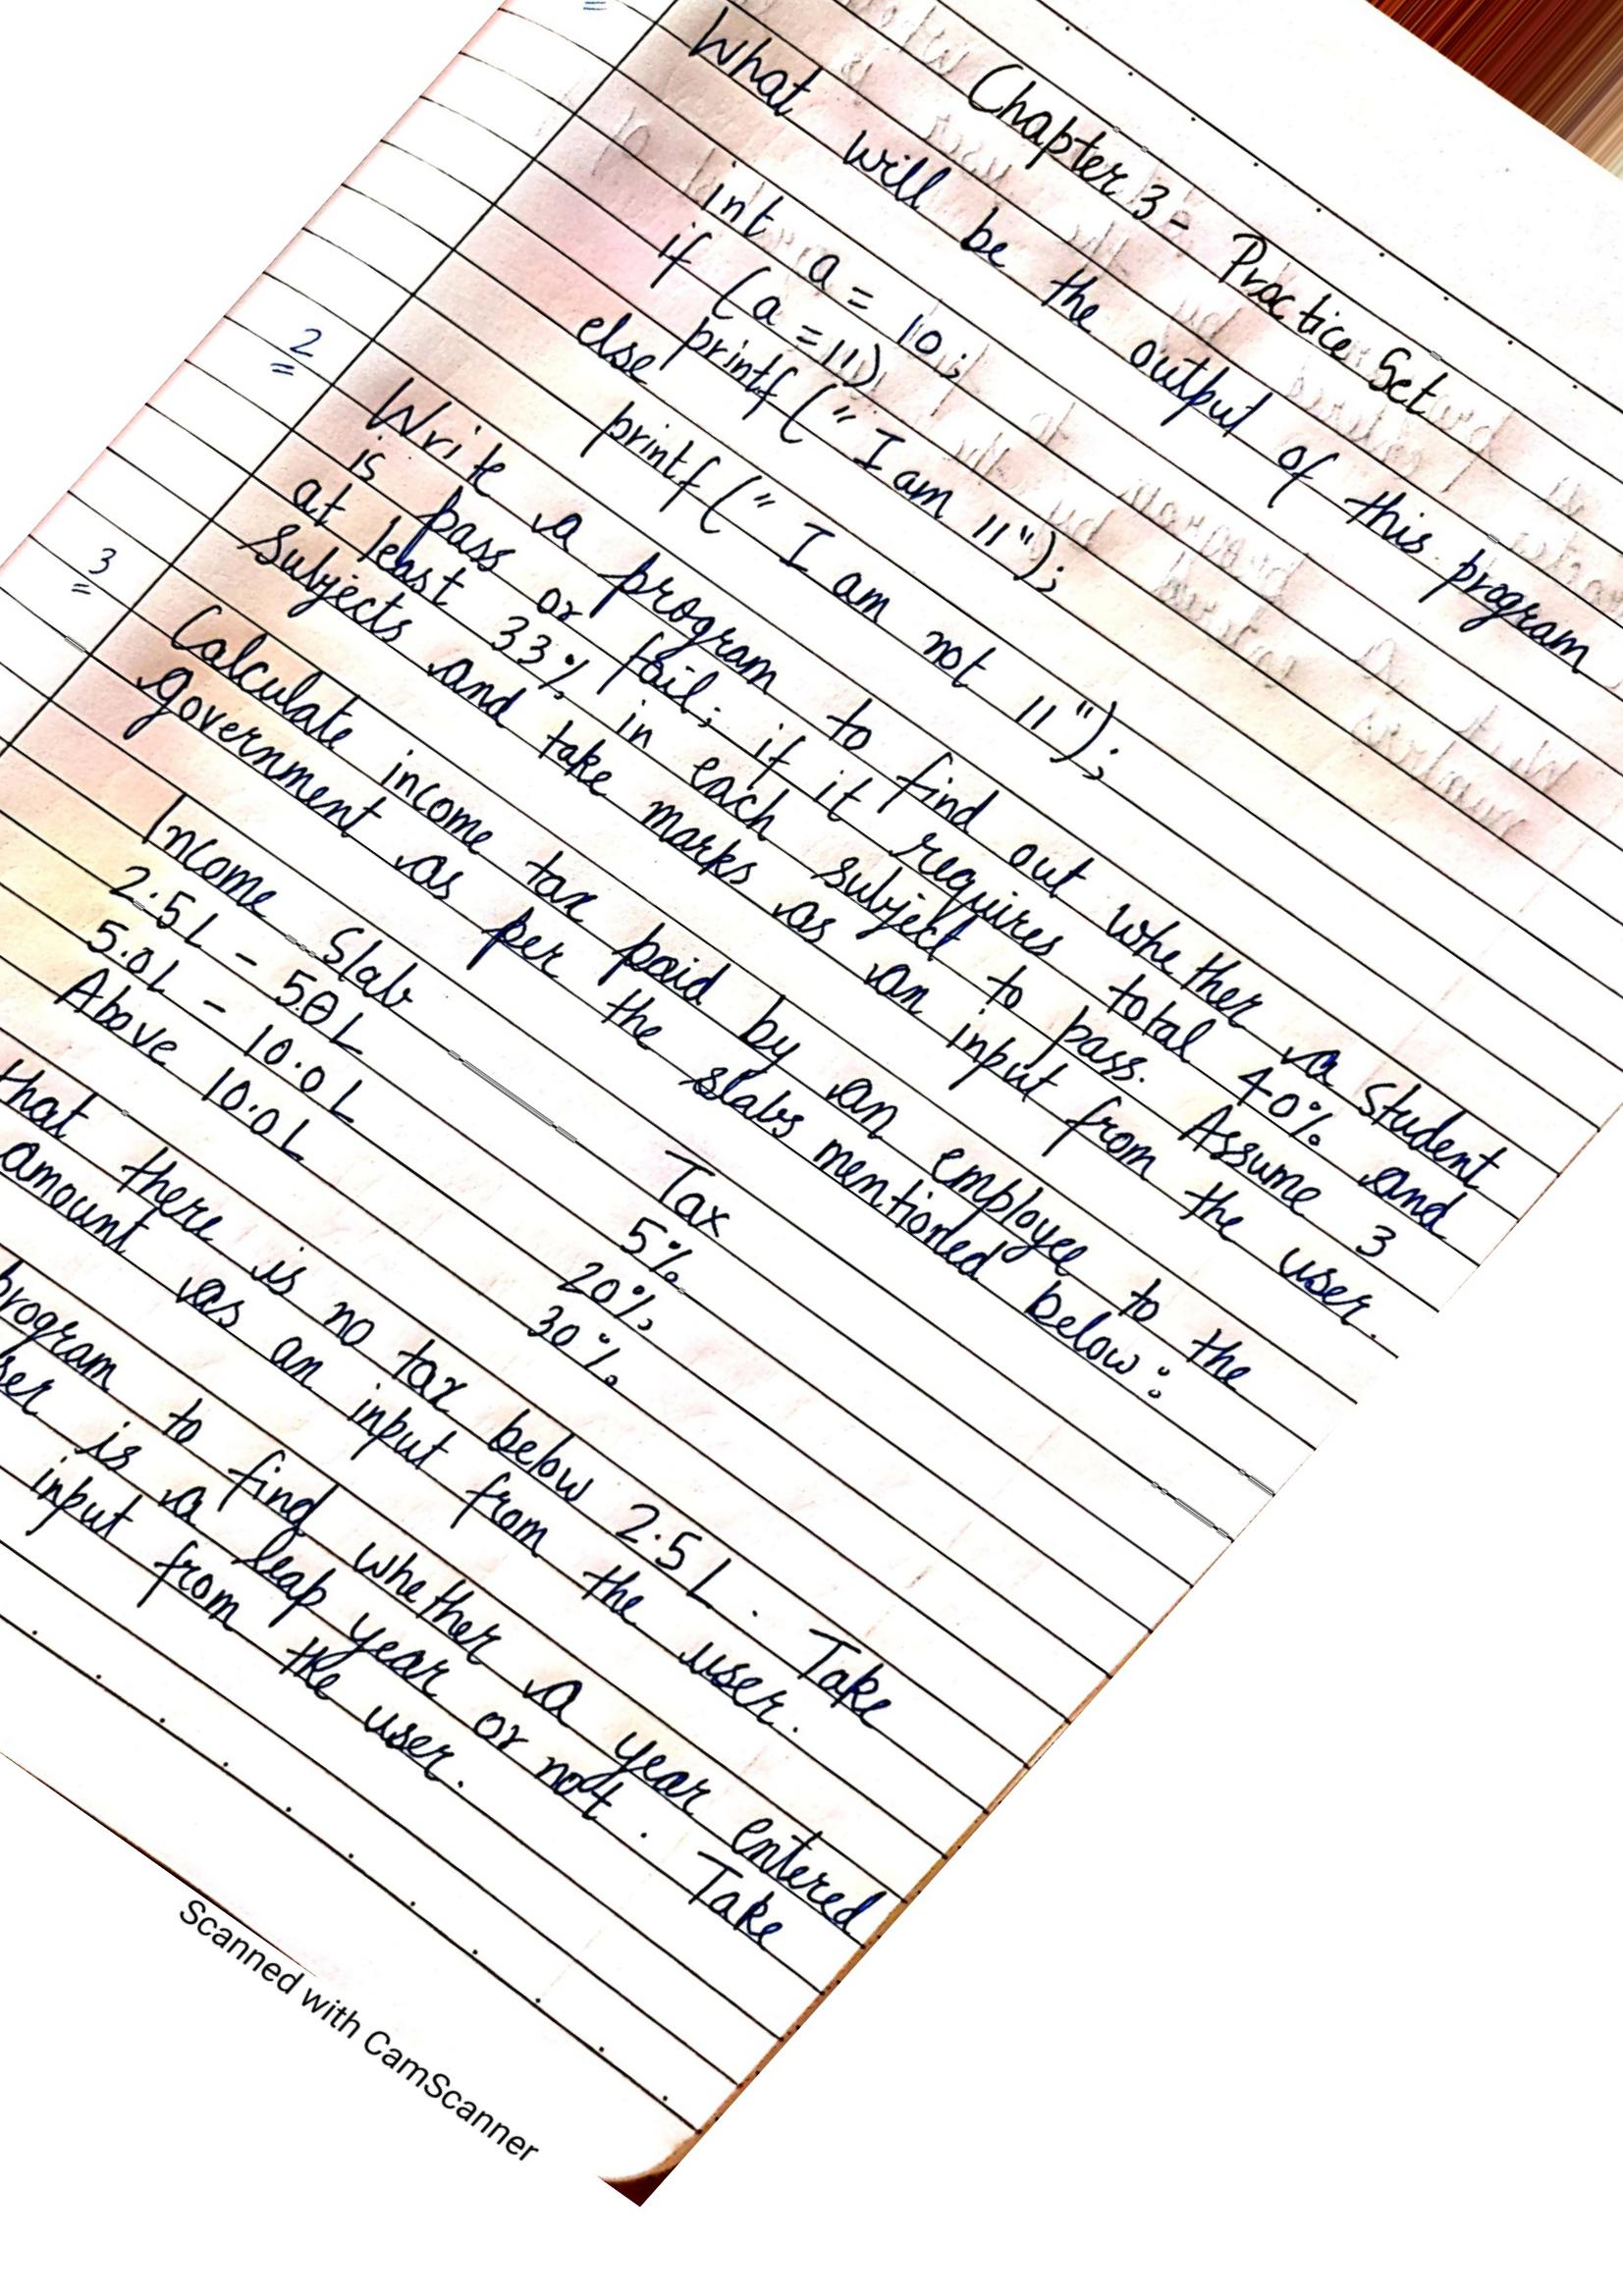 Chapter 3 - Practice Set
What will be the output of this program
int a = 10;
if (a = 11)
printf (" I am 11");
else
printf (" I am not 11");
2
Write a program to find out whether a Student
is pass or fail; if it requires total 40% and
at least 33% in each subject to pass. Assume 3
Subjects and take marks as an input from the user.
3
Calculate income tax paid by an employee to the
government as per the slabs mentioned below:
Income Slab Tax
2.5L - 5.0L 5%
5.0L - 10.0L 20%
Above 10.0L 30%
that there is no tax below 2.5L. Take
amount as an input from the user.
program to find whether a year entered
ser is a leap year or not. Take
input from the user.
Scanned with CamScanner